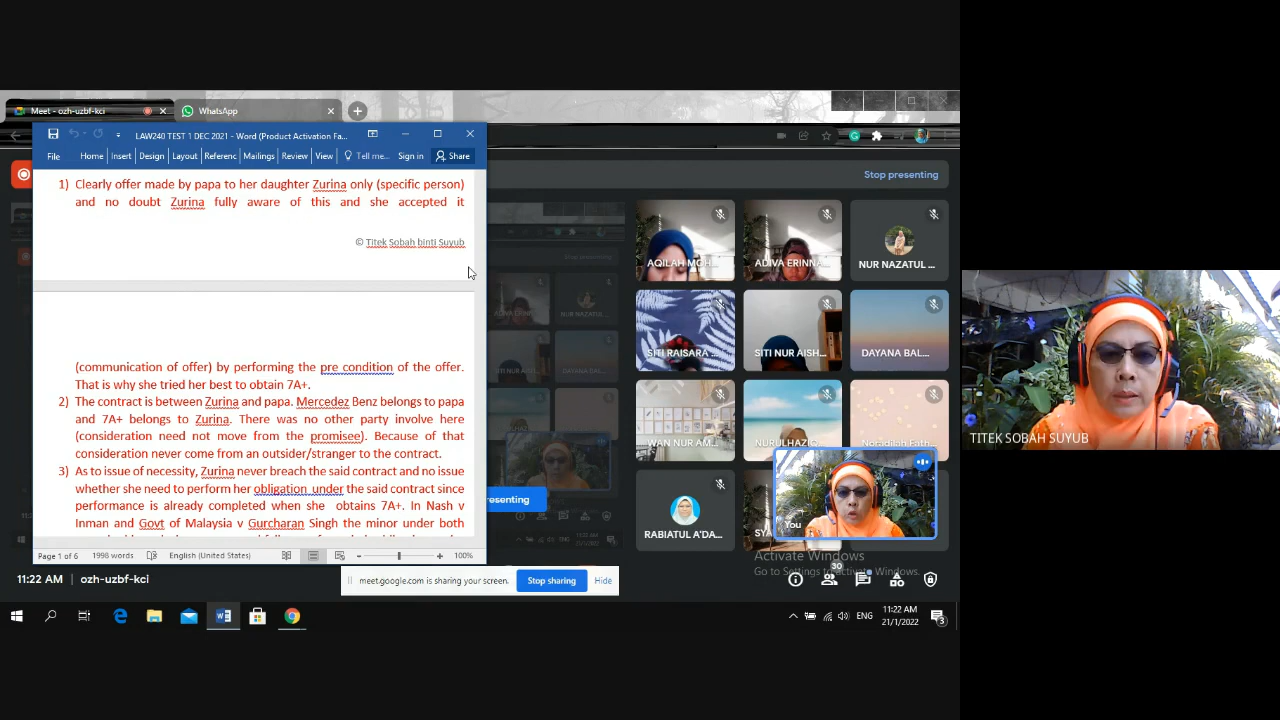 Meet - ozh-uzbf-kci
WhatsApp
LAW240 TEST 1 DEC 2021 - Word (Product Activation Fa...
File Home Insert Design Layout Referenc Mailings Review View Tell me... Sign in Share
1) Clearly offer made by papa to her daughter Zurina only (specific person)
and no doubt Zurina fully aware of this and she accepted it
© Titek Sobah binti Suyub
(communication of offer) by performing the pre condition of the offer.
That is why she tried her best to obtain 7A+.
2) The contract is between Zurina and papa. Mercedez Benz belongs to papa
and 7A+ belongs to Zurina. There was no other party involve here
(consideration need not move from the promisee). Because of that
consideration never come from an outsider/stranger to the contract.
3) As to issue of necessity, Zurina never breach the said contract and no issue
whether she need to perform her obligation under the said contract since
performance is already completed when she obtains 7A+. In Nash v
Inman and Govt of Malaysia v Gurcharan Singh the minor under both
Page 1 of 6 1998 words English (United States) 100%
Stop presenting
AQILAH MOH...
ADIVA ERINNA...
NUR NAZATUL ...
SITI RAISARA ...
SITI NUR AISH...
DAYANA BAL...
WAN NUR AM...
NURUL HAZIQ...
Noradilah Fat...
RABIATUL A'DA...
You
esenting
Activate Windows
Go to Settings to activate Windows.
30
11:22 AM ozh-uzbf-kci
meet.google.com is sharing your screen. Stop sharing Hide
ENG
11:22 AM
21/1/2022
3
TITEK SOBAH SUYUB